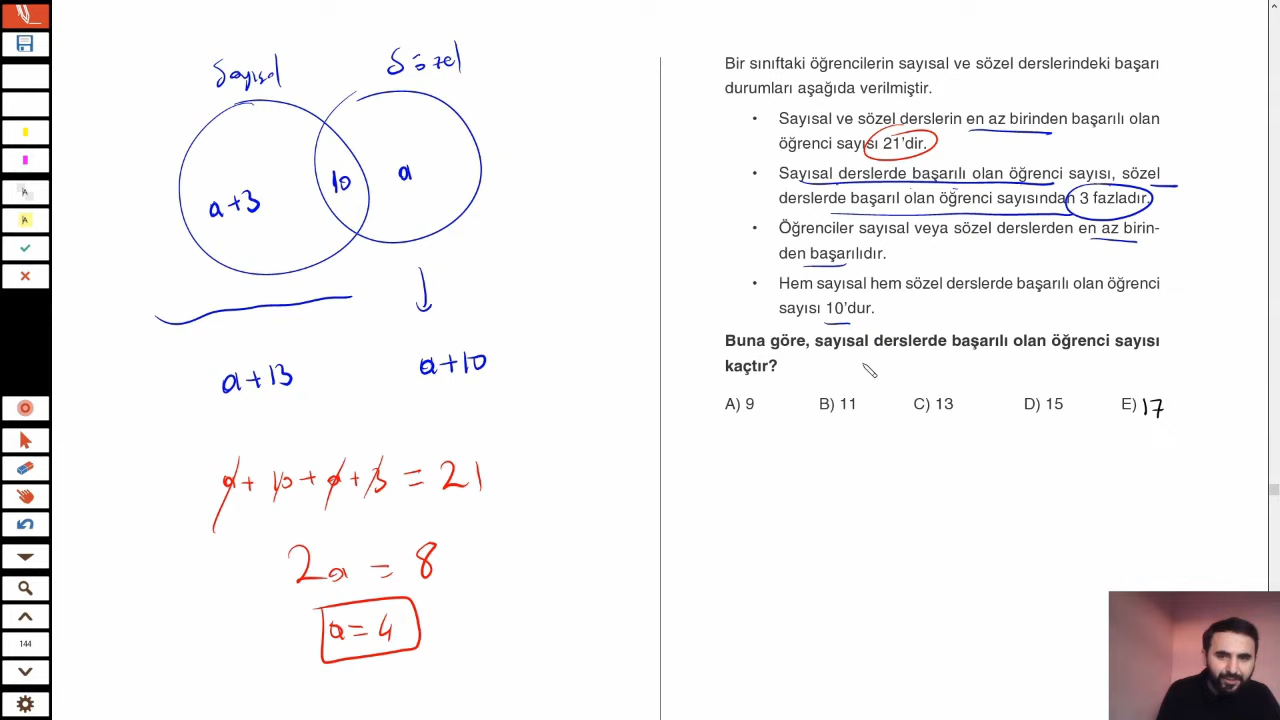 Sayısal
Sözel
a+3
10
a
a+13
a+10
a+10+a+3=21
2a=8
a=4
Bir sınıftaki öğrencilerin sayısal ve sözel derslerindeki başarı
durumları aşağıda verilmiştir.
• Sayısal ve sözel derslerin en az birinden başarılı olan
öğrenci sayısı 21'dir.
• Sayısal derslerde başarılı olan öğrenci sayısı, sözel
derslerde başarıl olan öğrenci sayısından 3 fazladır.
• Öğrenciler sayısal veya sözel derslerden en az birin-
den başarılıdır.
• Hem sayısal hem sözel derslerde başarılı olan öğrenci
sayısı 10'dur.
Buna göre, sayısal derslerde başarılı olan öğrenci sayısı
kaçtır?
A) 9 B) 11 C) 13 D) 15 E) 17
A
A
144